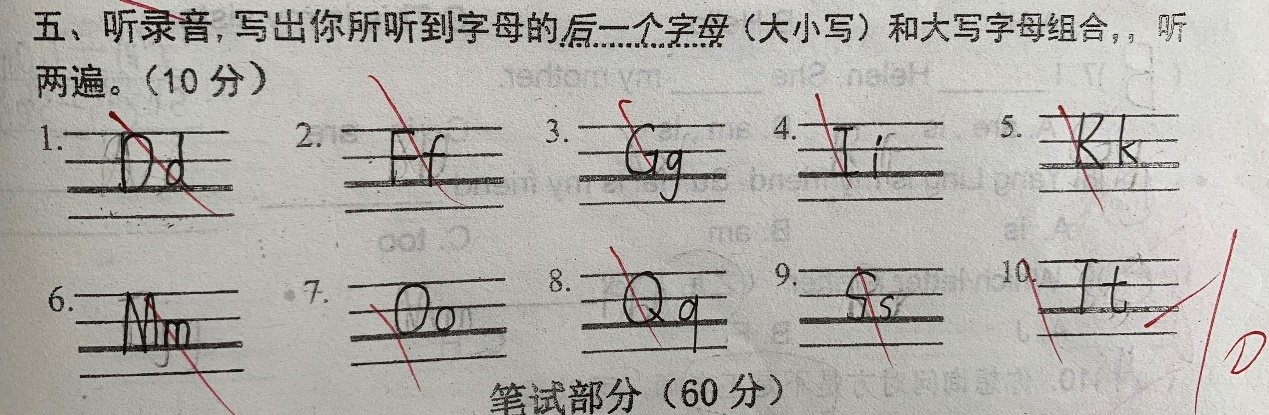 五、听录音,写出你所听到字母的后一个字母（大小写）和大写字母组合,，听
两遍。（10 分）
1. Dd 2. Ff 3. Gg 4. Ii 5. Kk
6. Mm 7. Oo 8. Qq 9. Ss 10. It
10
笔试部分（60 分）